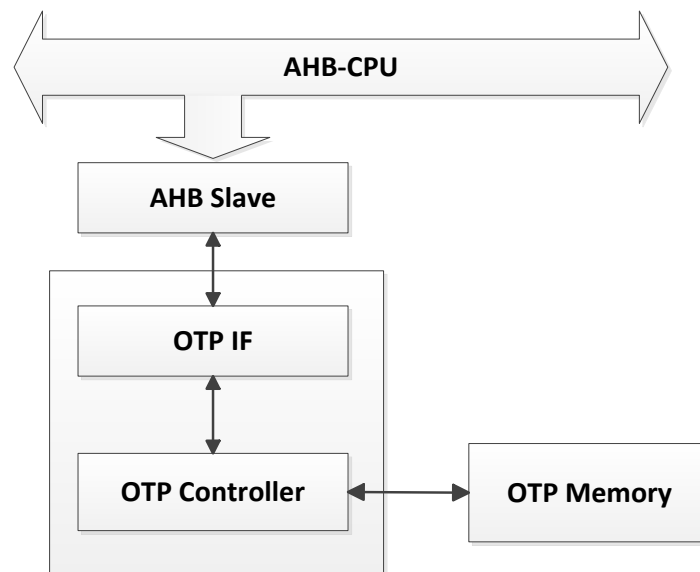 AHB-CPU
AHB Slave
OTP IF
OTP Controller
OTP Memory